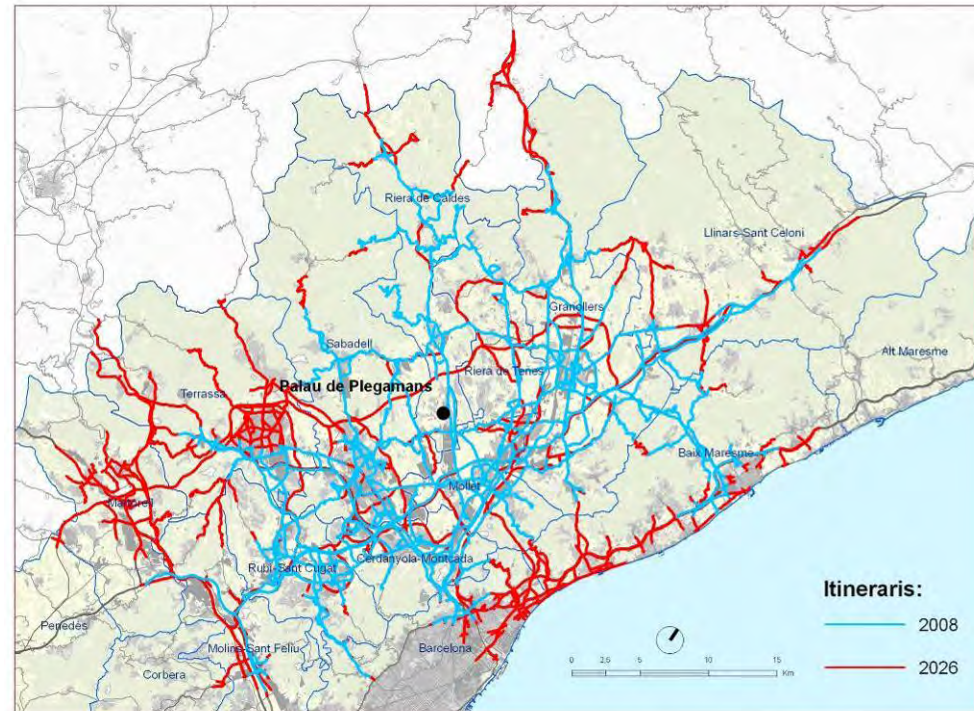 Riera de Caldes
Llinars-Sant Celoni
Granollers
Sabadell
Alt Maresme
Riera de Tenes
Palau de Plegamans
Terrassa
Baix Maresme
Mollet
Martorell
Cerdanyola-Montcada
Rubí-Sant Cugat
Itineraris:
2008
Penedès
Molins-Sant Feliu
Barcelona
Corbera
0 2,5 5 10 15
Km
2026